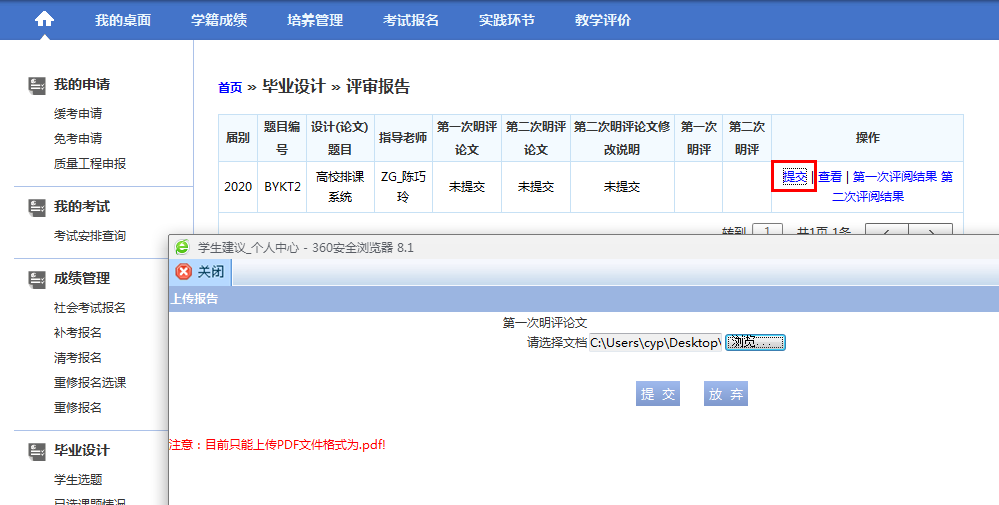 我的桌面 学籍成绩 培养管理 考试报名 实践环节 教学评价
我的申请
缓考申请
免考申请
质量工程申报
我的考试
考试安排查询
成绩管理
社会考试报名
补考报名
清考报名
重修报名选课
重修报名
毕业设计
学生选题
已选课题情况
首页 » 毕业设计 » 评审报告
届别 题目编号 设计(论文)题目 指导老师 第一次明评论文 第二次明评论文 第二次明评论文修改说明 第一次明评 第二次明评 操作
2020 BYKT2 高校排课系统 ZG_陈巧玲 未提交 未提交 未提交 提交 | 查看 | 第一次评阅结果 第二次评阅结果
转到 1 共1页 1条
学生建议_个人中心 - 360安全浏览器 8.1
关闭
上传报告
第一次明评论文
请选择文档 C:\Users\cyp\Desktop\ 浏览...
提 交 放 弃
注意：目前只能上传PDF文件格式为.pdf!